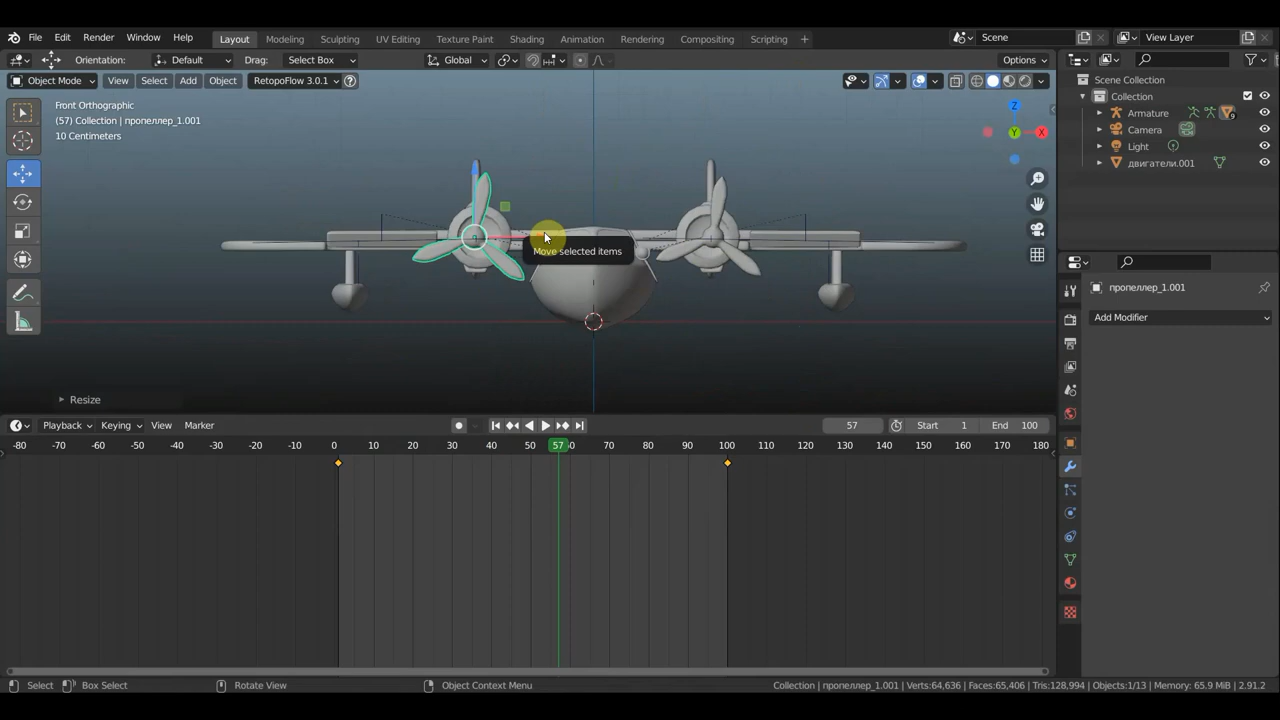 File Edit Render Window Help Layout Modeling Sculpting UV Editing Texture Paint Shading Animation Rendering Compositing Scripting + Scene View Layer
Orientation: Default Drag: Select Box Global Options
Object Mode View Select Add Object RetopoFlow 3.0.1
Front Orthographic
(57) Collection | пропеллер_1.001
10 Centimeters
Z
Y
X
Move selected items
Resize
Scene Collection
Collection
Armature
9
Camera
Light
двигатели.001
пропеллер_1.001
Add Modifier
Playback Keying View Marker 57 Start 1 End 100
-80 -70 -60 -50 -40 -30 -20 -10 0 10 20 30 40 50 57 60 70 80 90 100 110 120 130 140 150 160 170 180
Select Box Select Rotate View Object Context Menu Collection | пропеллер_1.001 | Verts:64,636 | Faces:65,406 | Tris:128,994 | Objects:1/13 | Memory: 65.9 MiB | 2.91.2